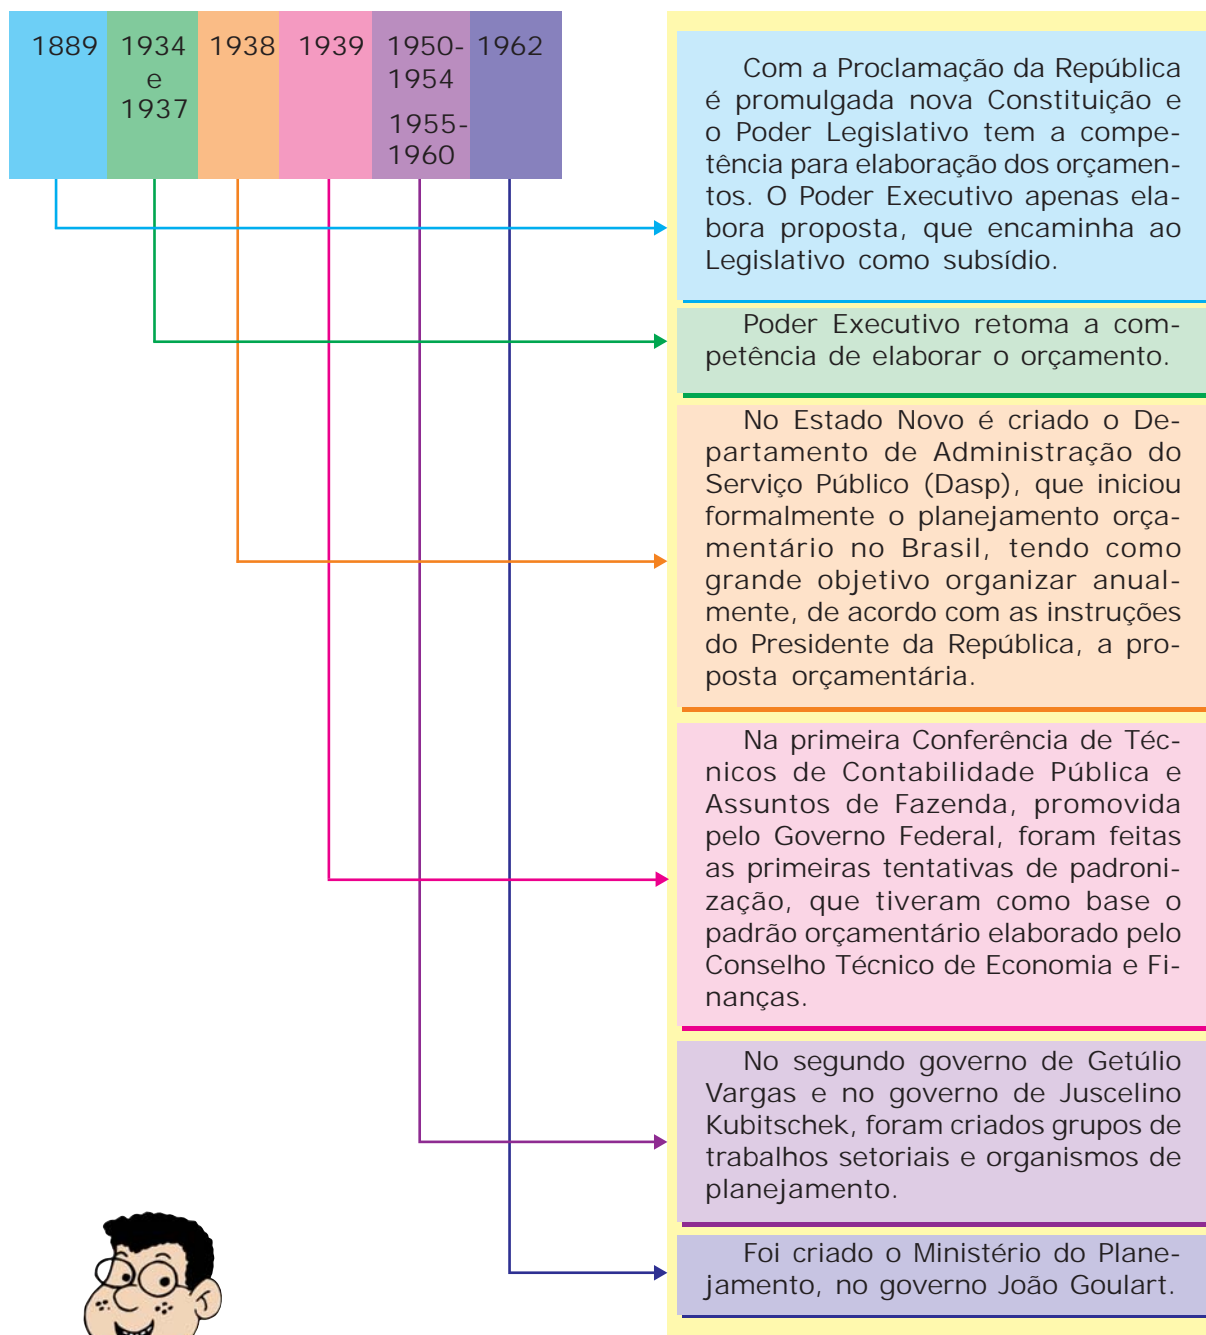 1889
1934
e
1937
1938
1939
1950-
1954
1955-
1960
1962
Com a Proclamação da República
é promulgada nova Constituição e
o Poder Legislativo tem a compe-
tência para elaboração dos orçamen-
tos. O Poder Executivo apenas ela-
bora proposta, que encaminha ao
Legislativo como subsídio.
Poder Executivo retoma a com-
petência de elaborar o orçamento.
No Estado Novo é criado o De-
partamento de Administração do
Serviço Público (Dasp), que iniciou
formalmente o planejamento orça-
mentário no Brasil, tendo como
grande objetivo organizar anual-
mente, de acordo com as instruções
do Presidente da República, a pro-
posta orçamentária.
Na primeira Conferência de Téc-
nicos de Contabilidade Pública e
Assuntos de Fazenda, promovida
pelo Governo Federal, foram feitas
as primeiras tentativas de padroni-
zação, que tiveram como base o
padrão orçamentário elaborado pelo
Conselho Técnico de Economia e Fi-
nanças.
No segundo governo de Getúlio
Vargas e no governo de Juscelino
Kubitschek, foram criados grupos de
trabalhos setoriais e organismos de
planejamento.
Foi criado o Ministério do Plane-
jamento, no governo João Goulart.